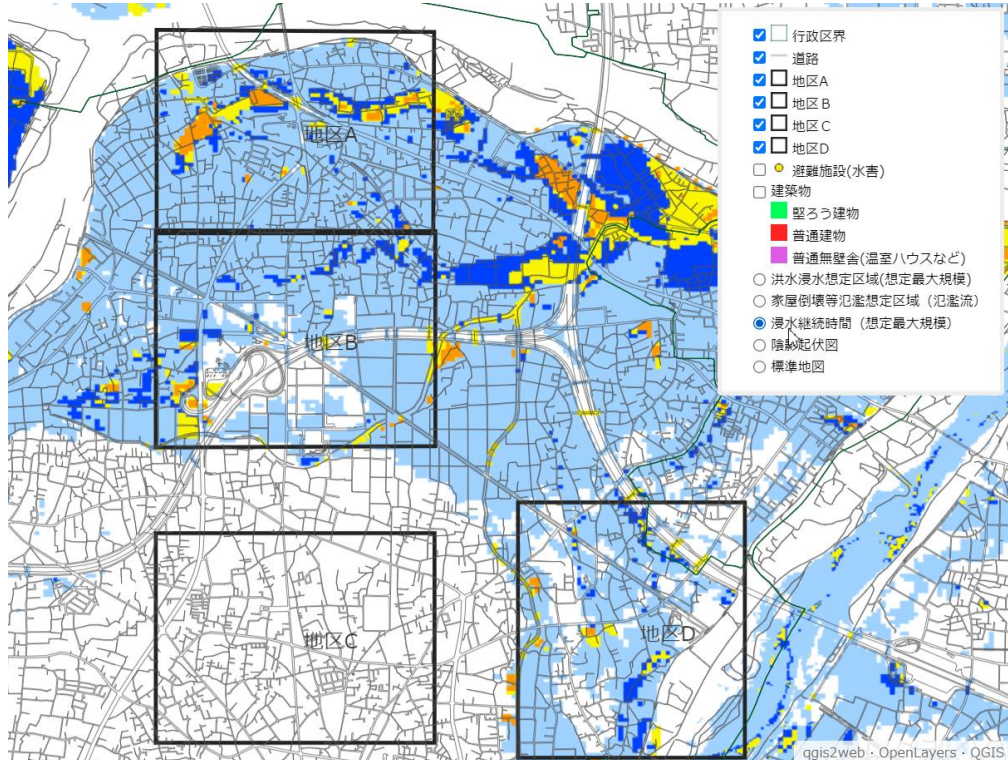 行政区界
道路
地区A
地区B
地区C
地区D
避難施設(水害)
建築物
堅ろう建物
普通建物
普通無壁舎(温室ハウスなど)
洪水浸水想定区域(想定最大規模)
家屋倒壊等氾濫想定区域（氾濫流）
浸水継続時間（想定最大規模）
陰影起伏図
標準地図
地区A
地区B
地区C
地区D
qgis2web · OpenLayers · QGIS